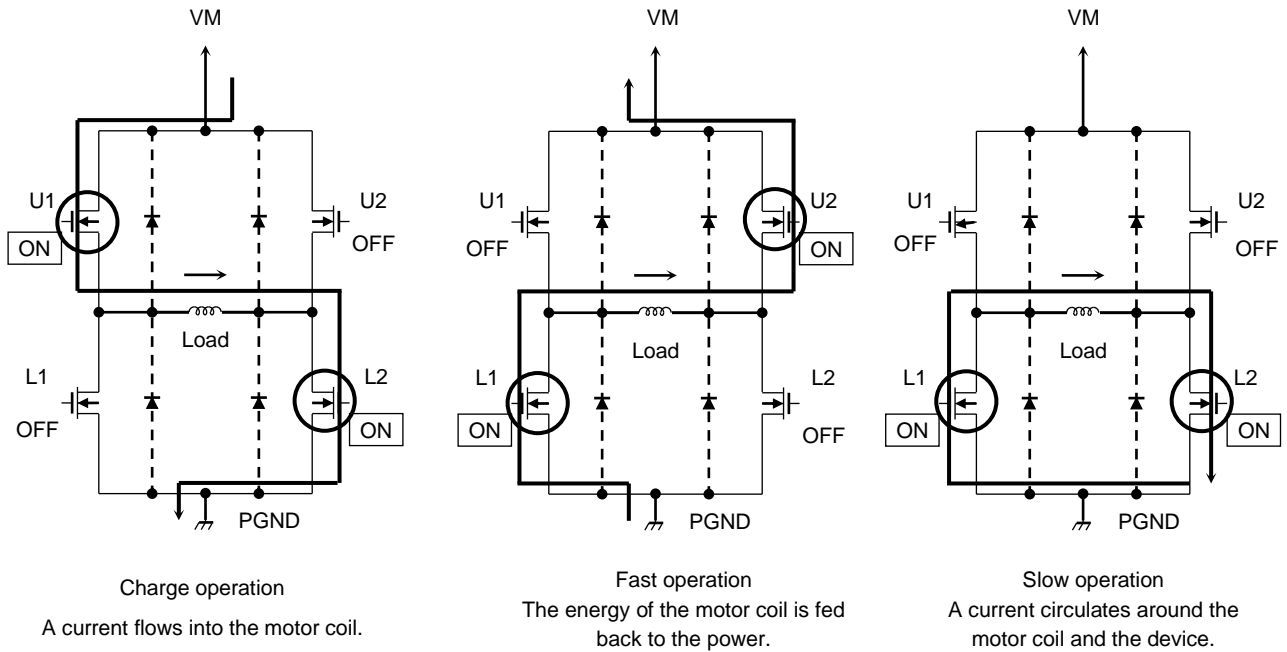 VM
U1
ON
U2
OFF
Load
L1
OFF
L2
ON
PGND
Charge operation
A current flows into the motor coil.
VM
U1
OFF
U2
ON
Load
L1
ON
L2
OFF
PGND
Fast operation
The energy of the motor coil is fed
back to the power.
VM
U1
OFF
U2
OFF
Load
L1
ON
L2
ON
PGND
Slow operation
A current circulates around the
motor coil and the device.